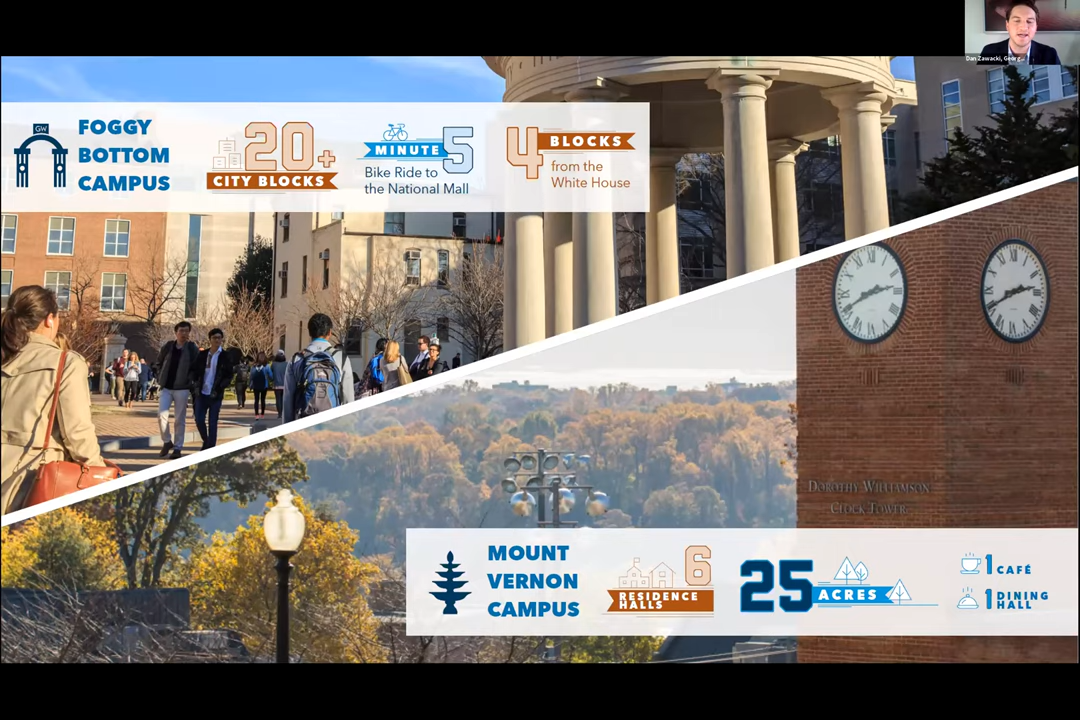 Dan Zawacki, Georg...
GW
FOGGY
BOTTOM
CAMPUS
20+
CITY BLOCKS
5
MINUTE
Bike Ride to
the National Mall
4
BLOCKS
from the
White House
DOROTHY WILLIAMSON
CLOCK TOWER
MOUNT
VERNON
CAMPUS
6
RESIDENCE
HALLS
25
ACRES
1 CAFÉ
1 DINING
HALL